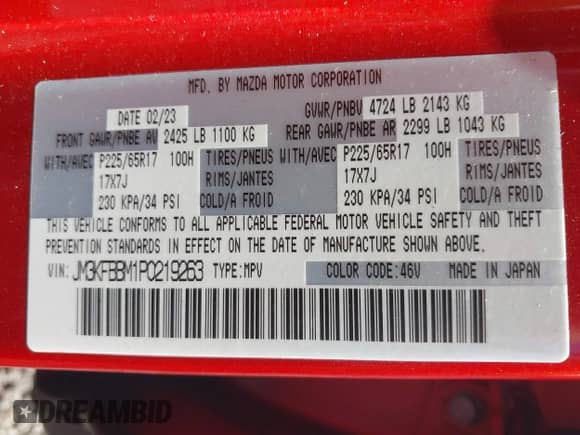 MFD. BY MAZDA MOTOR CORPORATION
DATE 02/23 GVWR/PNBV 4724 LB 2143 KG
FRONT GAWR/PNBE AV 2425 LB 1100 KG REAR GAWR/PNBE AR 2299 LB 1043 KG
WITH/AVEC P225/65R17 100H TIRES/PNEUS WITH/AVEC P225/65R17 100H TIRES/PNEUS
17X7J RIMS/JANTES 17X7J RIMS/JANTES
230 KPA/34 PSI COLD/A FROID 230 KPA/34 PSI COLD/A FROID
THIS VEHICLE CONFORMS TO ALL APPLICABLE FEDERAL MOTOR VEHICLE SAFETY AND THEFT
PREVENTION STANDARDS IN EFFECT ON THE DATE OF MANUFACTURE SHOWN ABOVE.
VIN: JM3KFBBM1P0219263 TYPE:MPV COLOR CODE:46V MADE IN JAPAN
DREAMBID